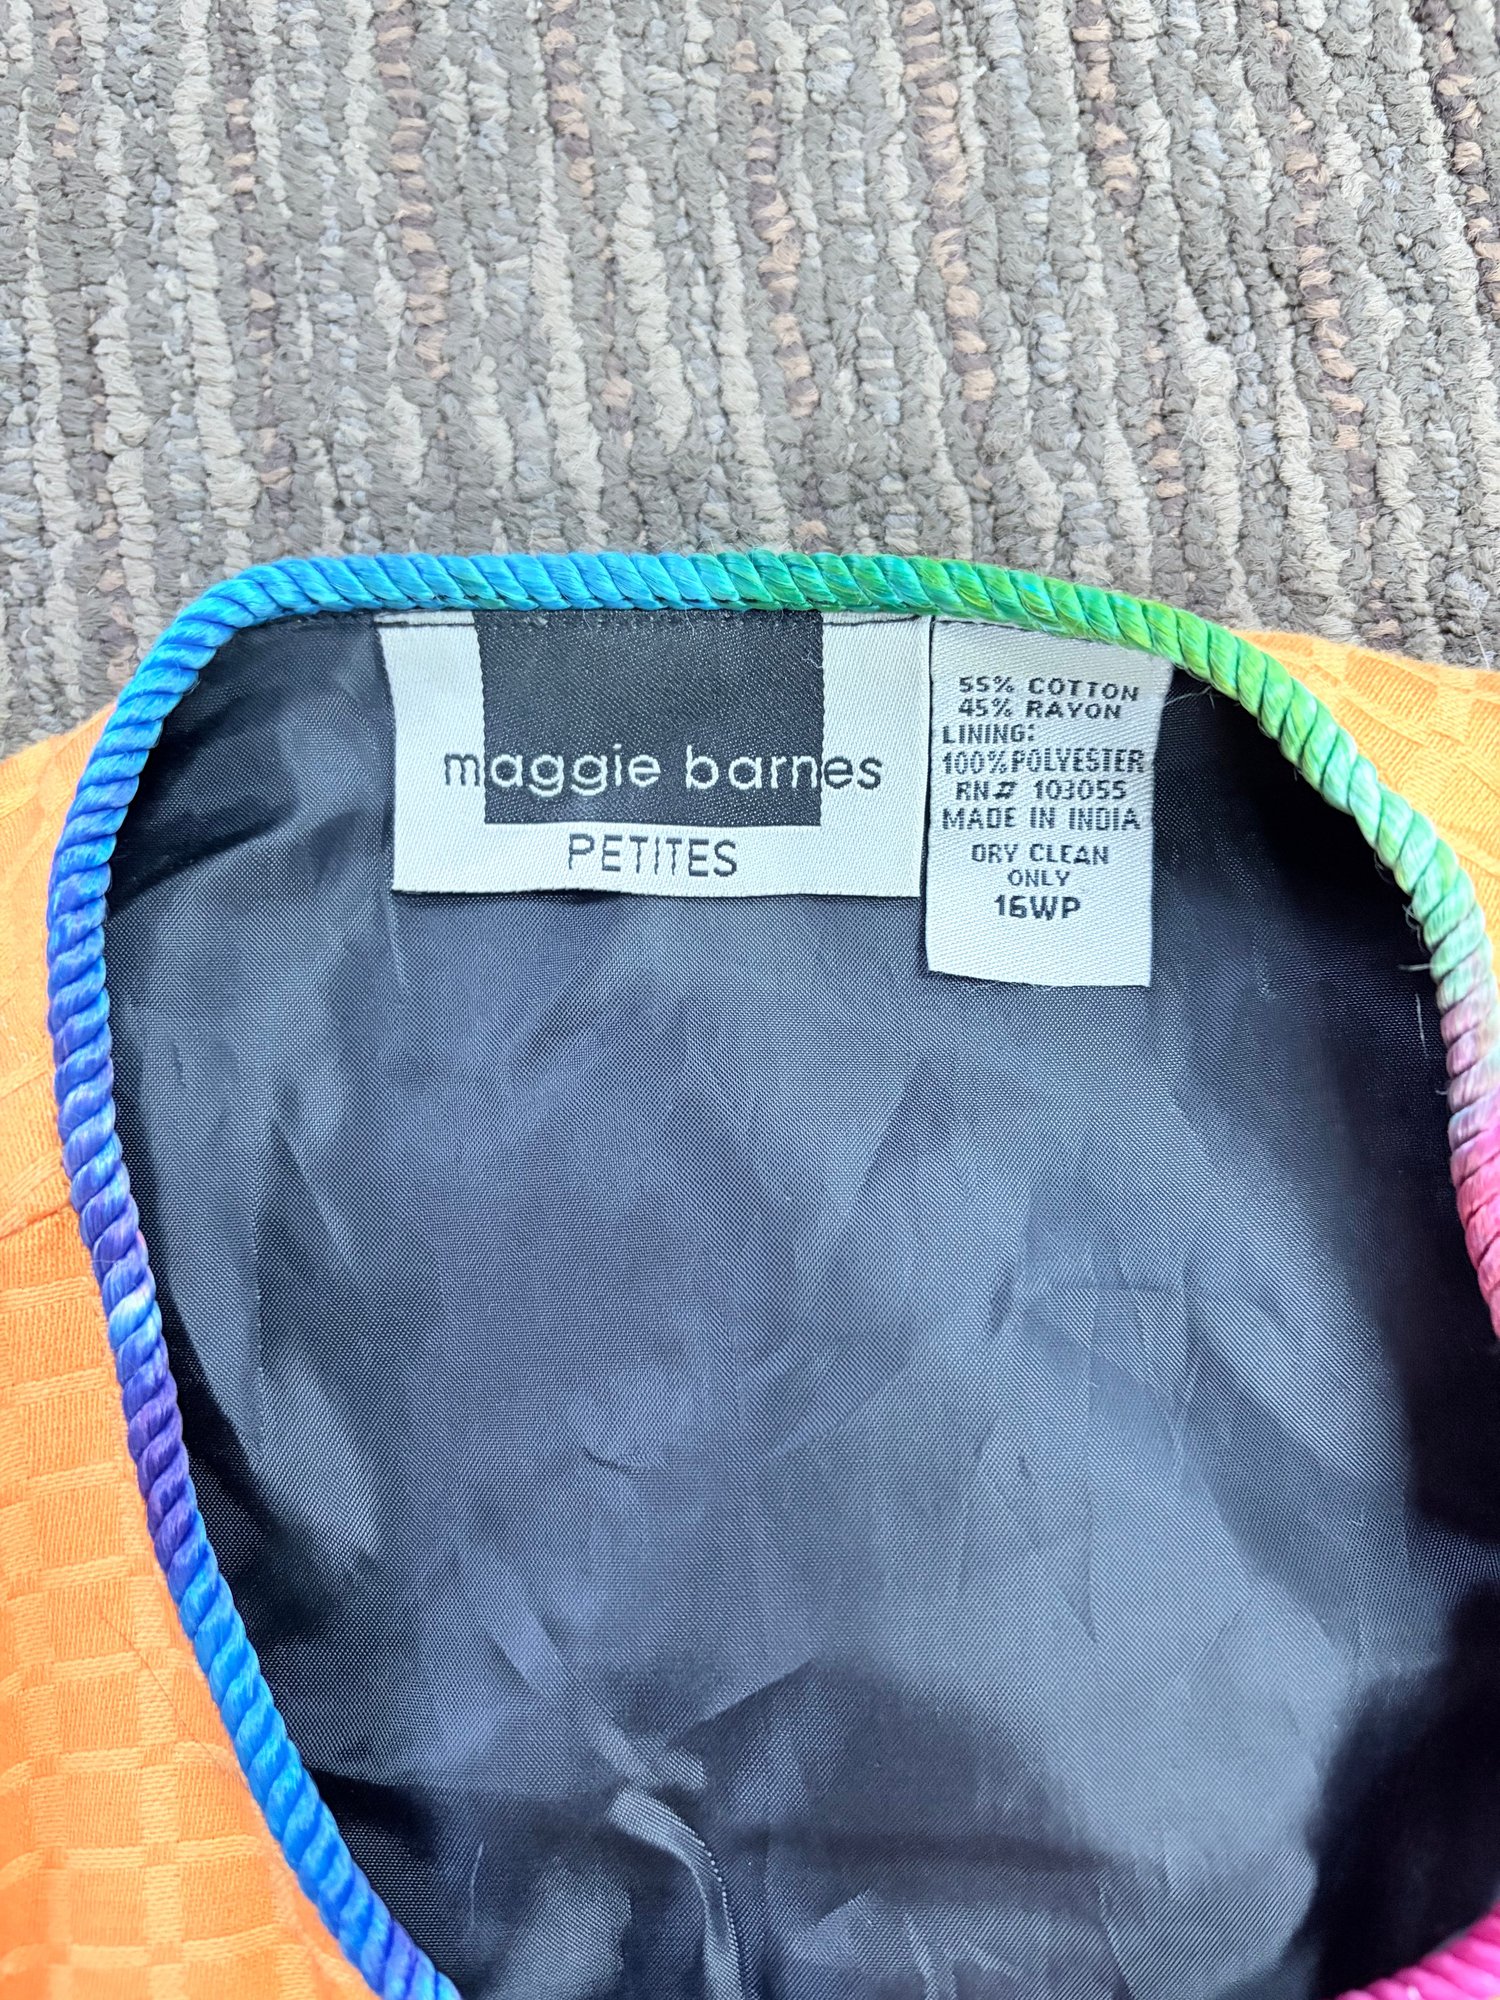 maggie barnes
PETITES
55% COTTON
45% RAYON
LINING:
100% POLYESTER
RN# 103055
MADE IN INDIA
DRY CLEAN
ONLY
16WP